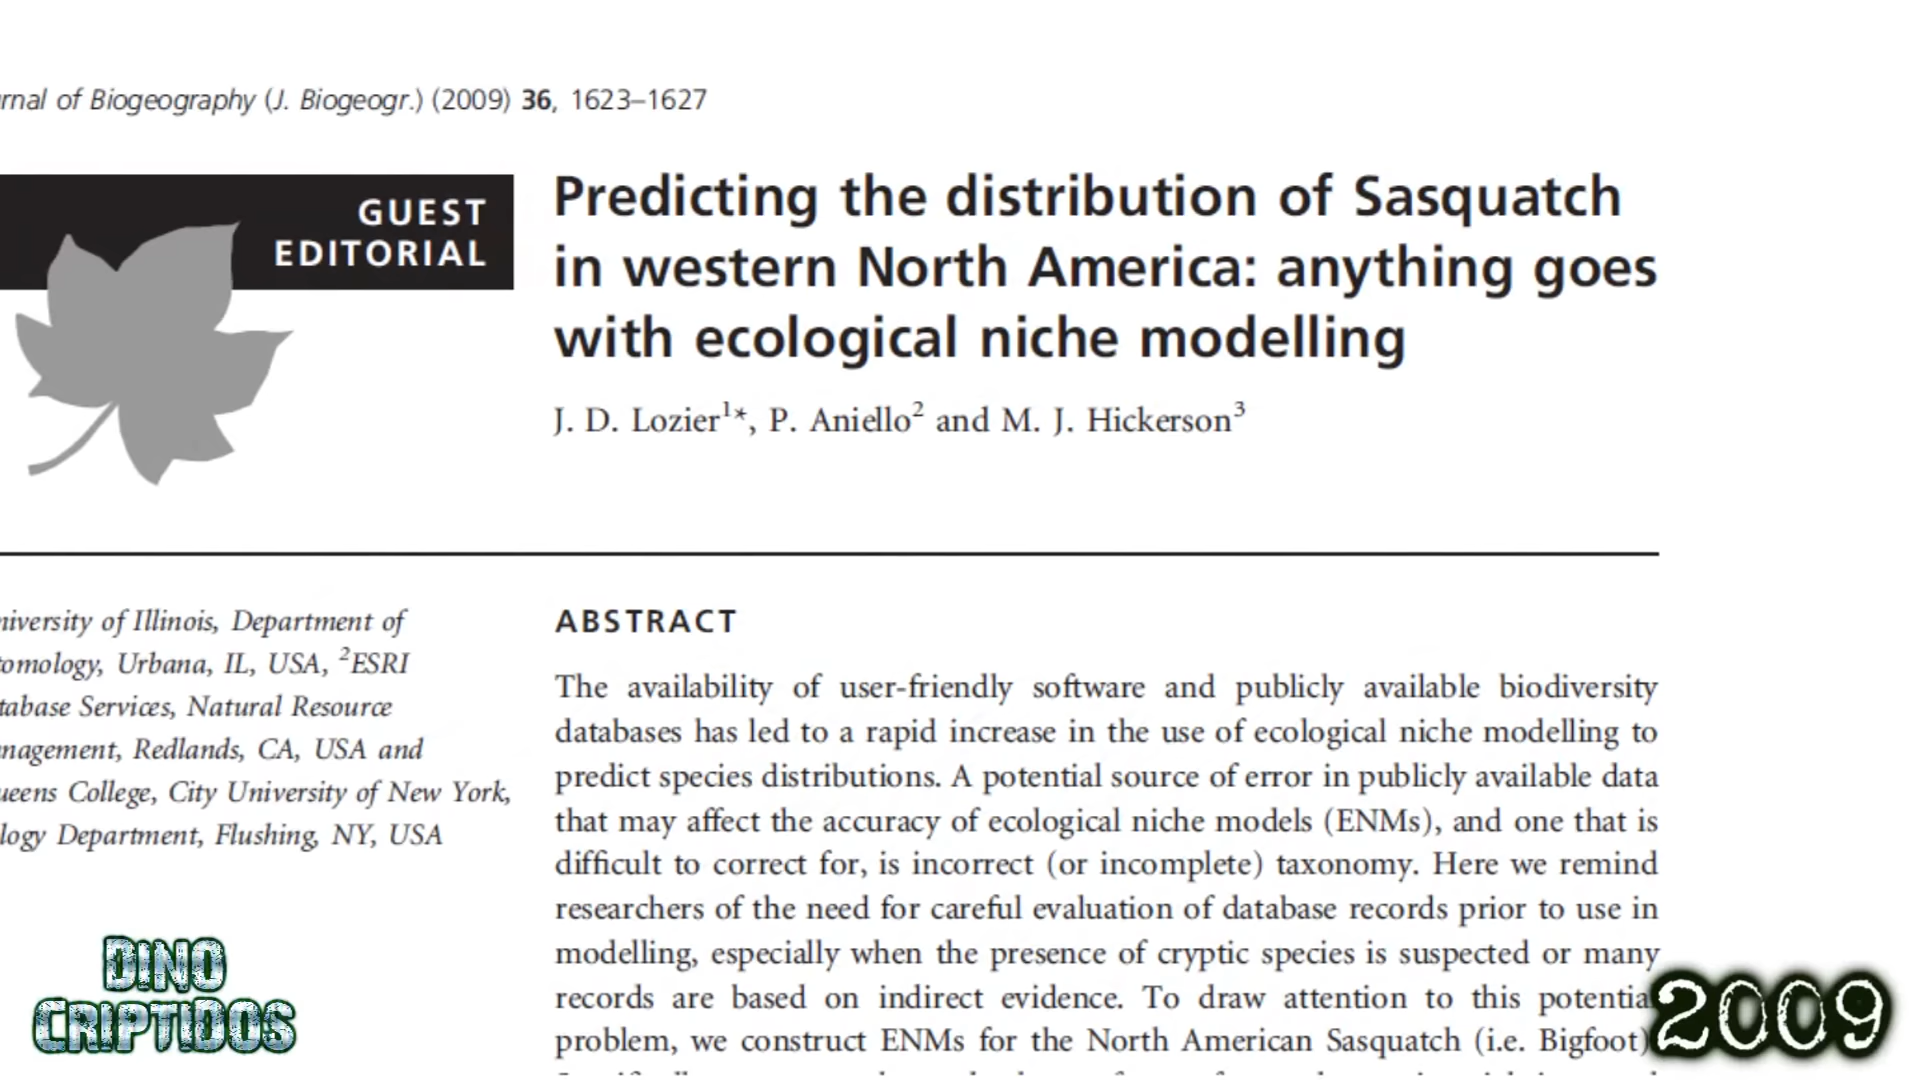 rnal of Biogeography (J. Biogeogr.) (2009) 36, 1623–1627
GUEST
EDITORIAL
Predicting the distribution of Sasquatch
in western North America: anything goes
with ecological niche modelling
J. D. Lozier1*, P. Aniello2 and M. J. Hickerson3
niversity of Illinois, Department of
tomology, Urbana, IL, USA, 2ESRI
tabase Services, Natural Resource
nagement, Redlands, CA, USA and
ueens College, City University of New York,
logy Department, Flushing, NY, USA
ABSTRACT
The availability of user-friendly software and publicly available biodiversity
databases has led to a rapid increase in the use of ecological niche modelling to
predict species distributions. A potential source of error in publicly available data
that may affect the accuracy of ecological niche models (ENMs), and one that is
difficult to correct for, is incorrect (or incomplete) taxonomy. Here we remind
researchers of the need for careful evaluation of database records prior to use in
modelling, especially when the presence of cryptic species is suspected or many
records are based on indirect evidence. To draw attention to this potential
problem, we construct ENMs for the North American Sasquatch (i.e. Bigfoot)
DINO
CRIPTIDOS
2009